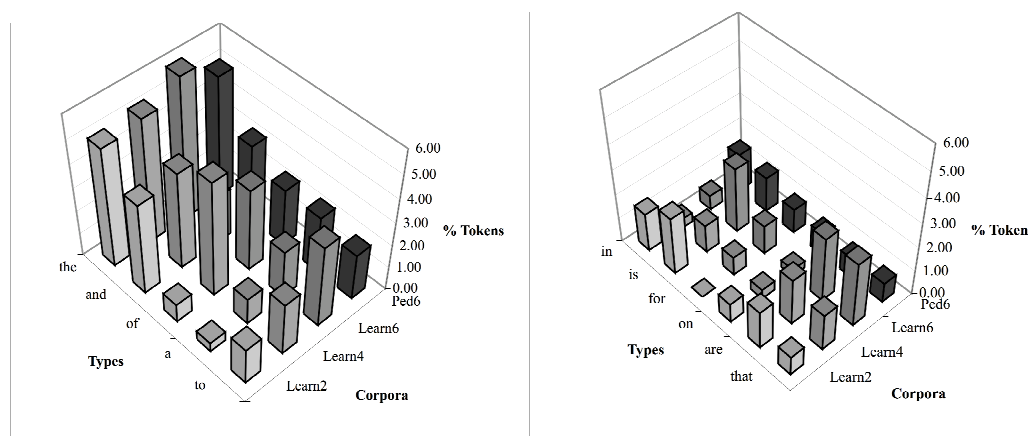 6.00
5.00
4.00
3.00
2.00
1.00
0.00
% Tokens
the
and
of
a
to
Types
Ped6
Learn6
Learn4
Learn2
Corpora
6.00
5.00
4.00
3.00
2.00
1.00
0.00
% Token
in
is
for
on
are
that
Types
Ped6
Learn6
Learn4
Learn2
Corpora